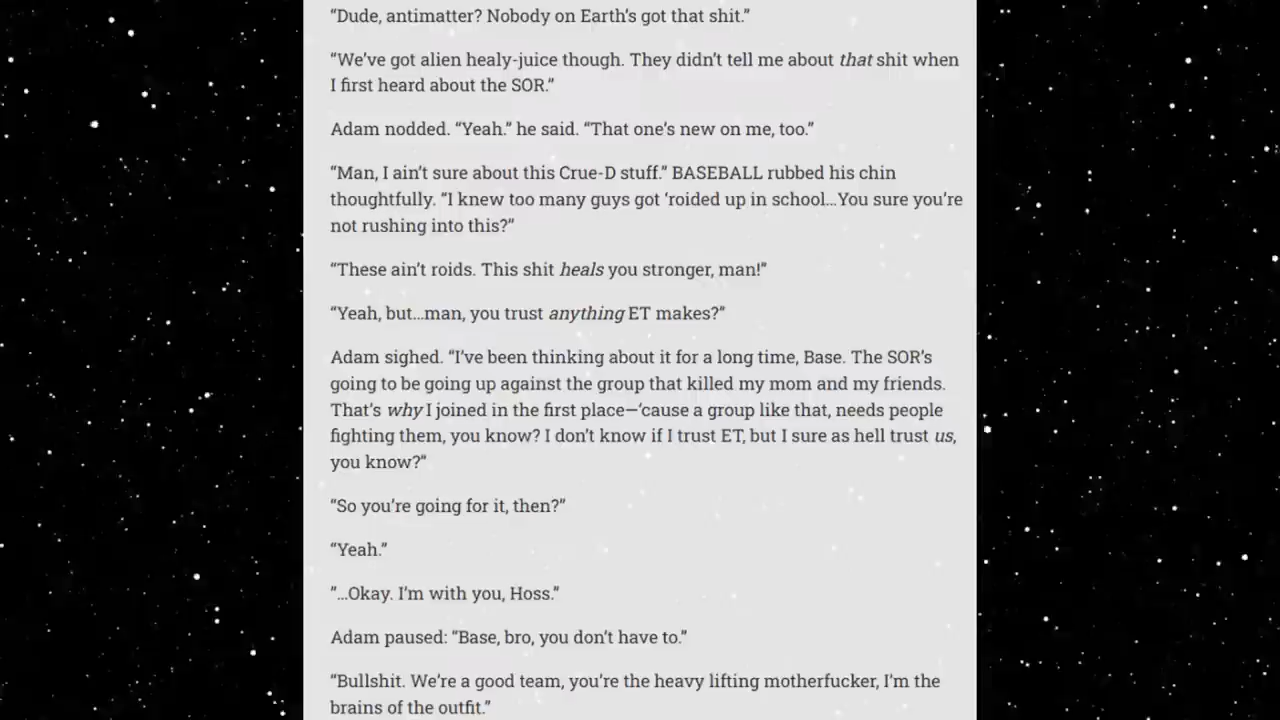 “Dude, antimatter? Nobody on Earth’s got that shit.”
“We’ve got alien healy-juice though. They didn’t tell me about that shit when
I first heard about the SOR.”
Adam nodded. “Yeah.” he said. “That one’s new on me, too.”
“Man, I ain’t sure about this Crue-D stuff.” BASEBALL rubbed his chin
thoughtfully. “I knew too many guys got ‘roided up in school…You sure you’re
not rushing into this?”
“These ain’t roids. This shit heals you stronger, man!”
“Yeah, but…man, you trust anything ET makes?”
Adam sighed. “I’ve been thinking about it for a long time, Base. The SOR’s
going to be going up against the group that killed my mom and my friends.
That’s why I joined in the first place—‘cause a group like that, needs people
fighting them, you know? I don’t know if I trust ET, but I sure as hell trust us,
you know?”
“So you’re going for it, then?”
“Yeah.”
“…Okay. I’m with you, Hoss.”
Adam paused: “Base, bro, you don’t have to.”
“Bullshit. We’re a good team, you’re the heavy lifting motherfucker, I’m the
brains of the outfit.”